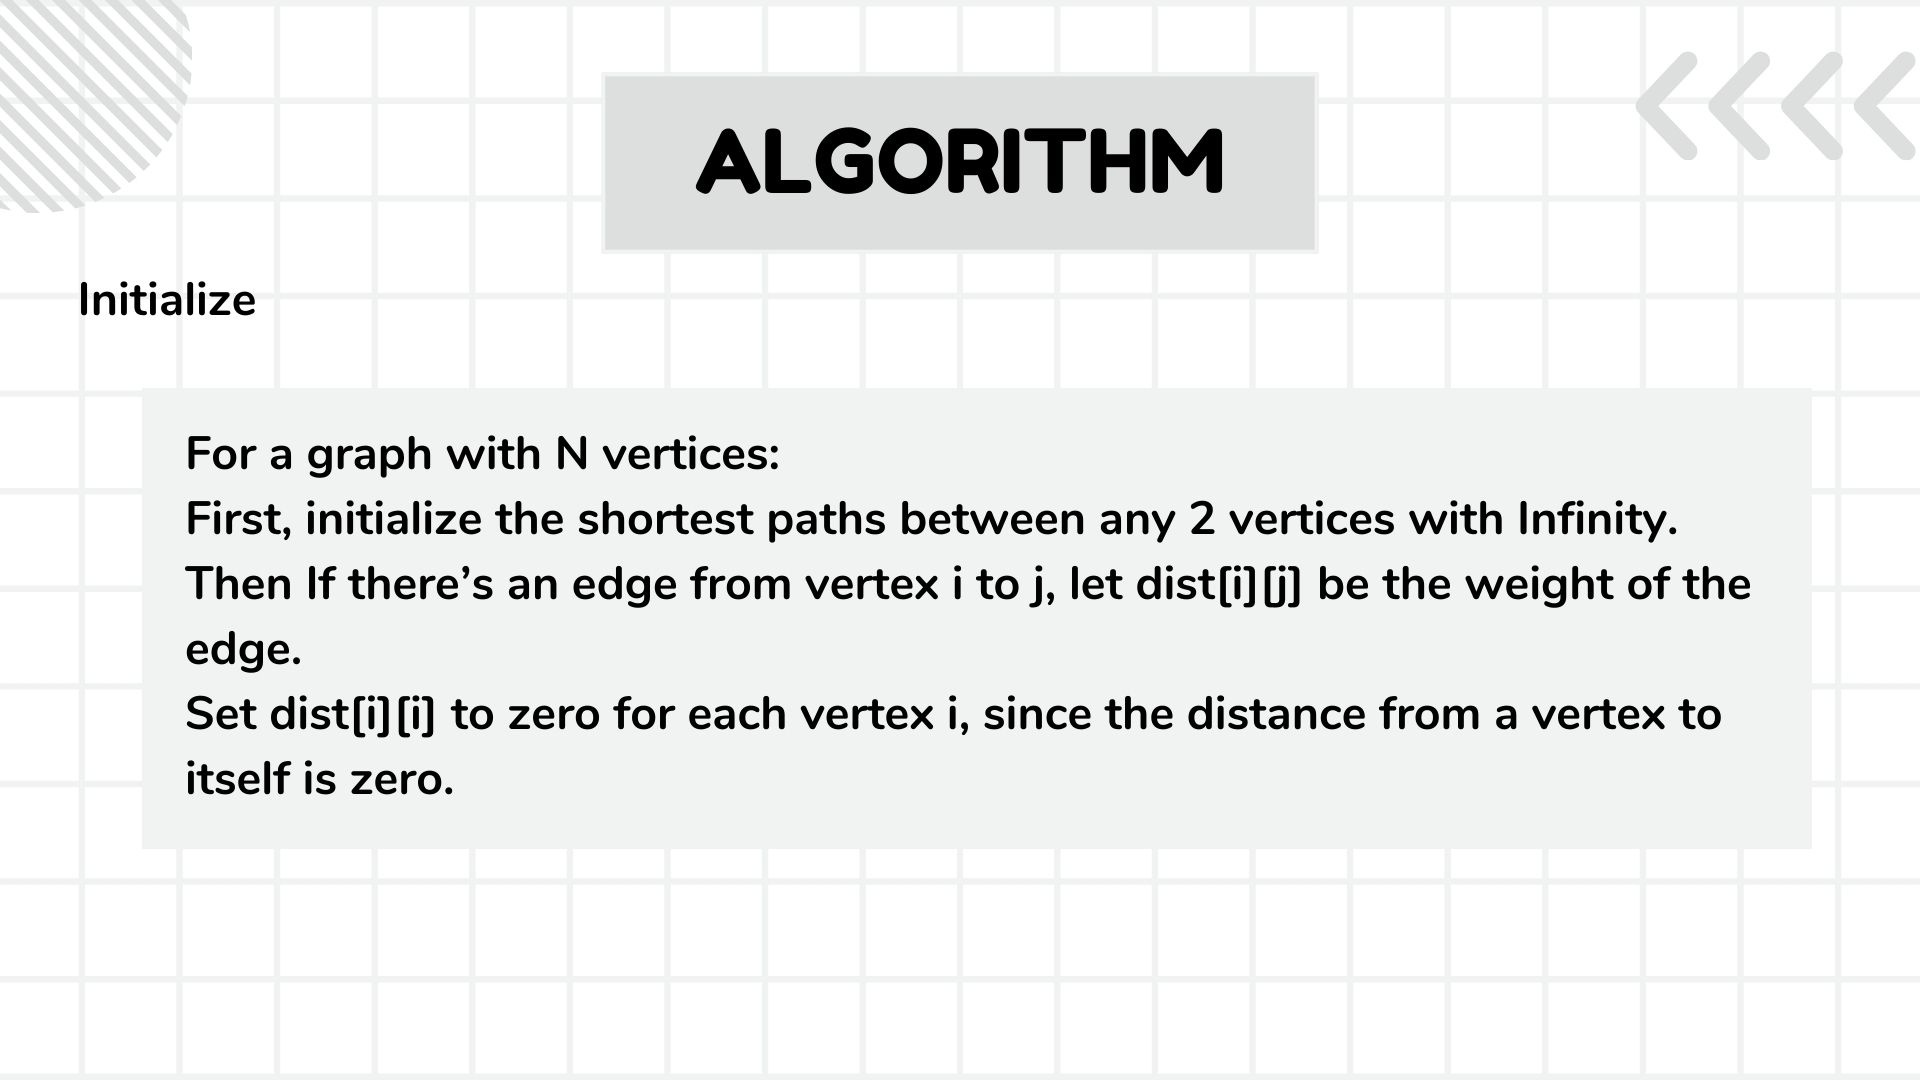 ALGORITHM
Initialize
For a graph with N vertices:
First, initialize the shortest paths between any 2 vertices with Infinity.
Then If there’s an edge from vertex i to j, let dist[i][j] be the weight of the
edge.
Set dist[i][i] to zero for each vertex i, since the distance from a vertex to
itself is zero.